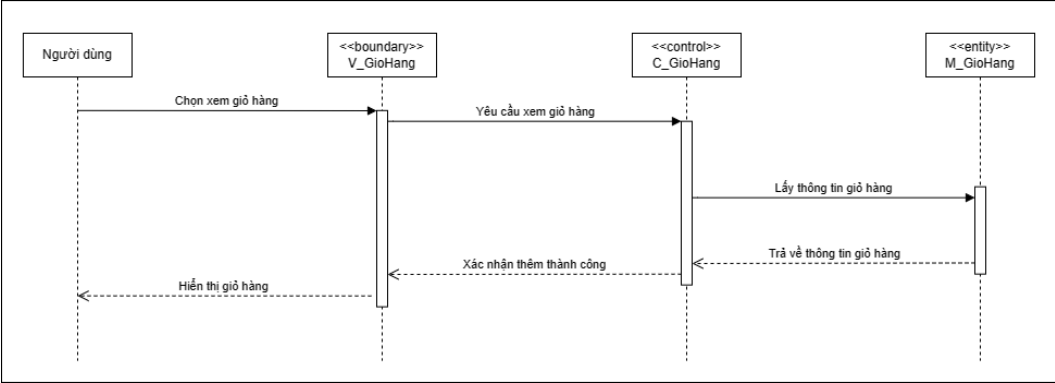 Người dùng
<<boundary>>
V_GioHang
<<control>>
C_GioHang
<<entity>>
M_GioHang
Chọn xem giỏ hàng
Yêu cầu xem giỏ hàng
Lấy thông tin giỏ hàng
Trả về thông tin giỏ hàng
Xác nhận thêm thành công
Hiển thị giỏ hàng